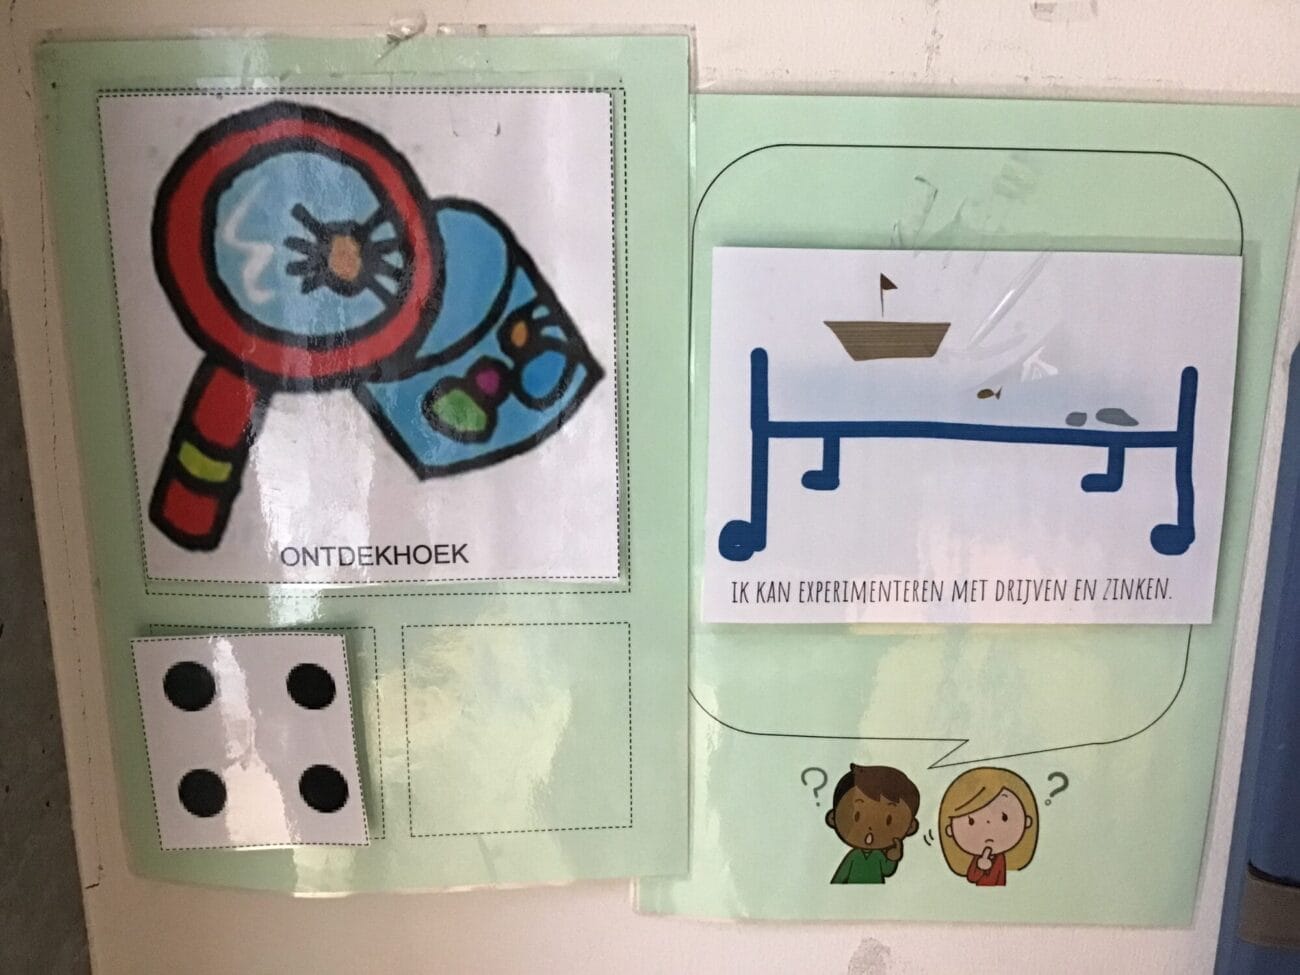 ONTDEKHOEK
IK KAN EXPERIMENTEREN MET DRIJVEN EN ZINKEN.
? ?